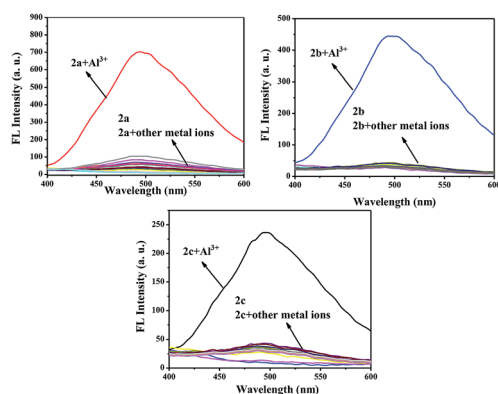 900
800
700
600
500
400
300
200
100
0
400 450 500 550 600
FL Intensity (a. u.)
Wavelength (nm)
2a+Al³⁺
2a
2a+other metal ions
500
400
300
200
100
0
400 450 500 550 600
FL Intensity (a. u.)
Wavelength (nm)
2b+Al³⁺
2b
2b+other metal ions
250
200
150
100
50
0
400 450 500 550 600
FL Intensity (a. u.)
Wavelength (nm)
2c+Al³⁺
2c
2c+other metal ions